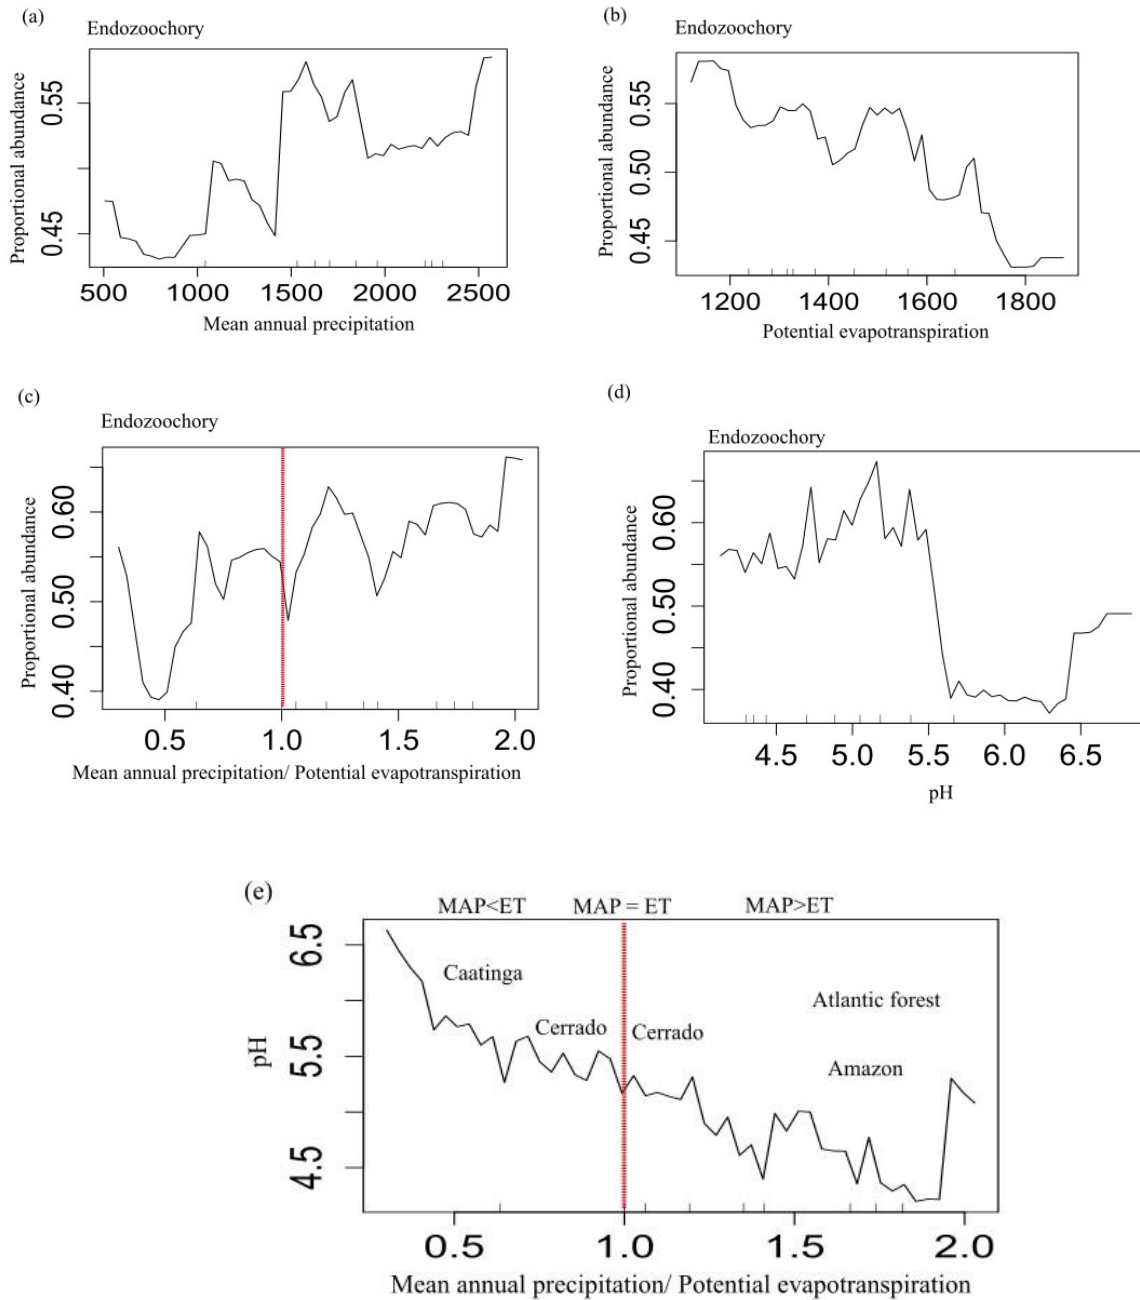 (a)
Endozoochory
Proportional abundance
0.45 0.55
500 1000 1500 2000 2500
Mean annual precipitation
(b)
Endozoochory
Proportional abundance
0.45 0.50 0.55
1200 1400 1600 1800
Potential evapotranspiration
(c)
Endozoochory
Proportional abundance
0.40 0.50 0.60
0.5 1.0 1.5 2.0
Mean annual precipitation/ Potential evapotranspiration
(d)
Endozoochory
Proportional abundance
0.40 0.50 0.60
4.5 5.0 5.5 6.0 6.5
pH
(e)
MAP<ET MAP = ET MAP>ET
pH
4.5 5.5 6.5
Caatinga
Atlantic forest
Cerrado Cerrado
Amazon
0.5 1.0 1.5 2.0
Mean annual precipitation/ Potential evapotranspiration